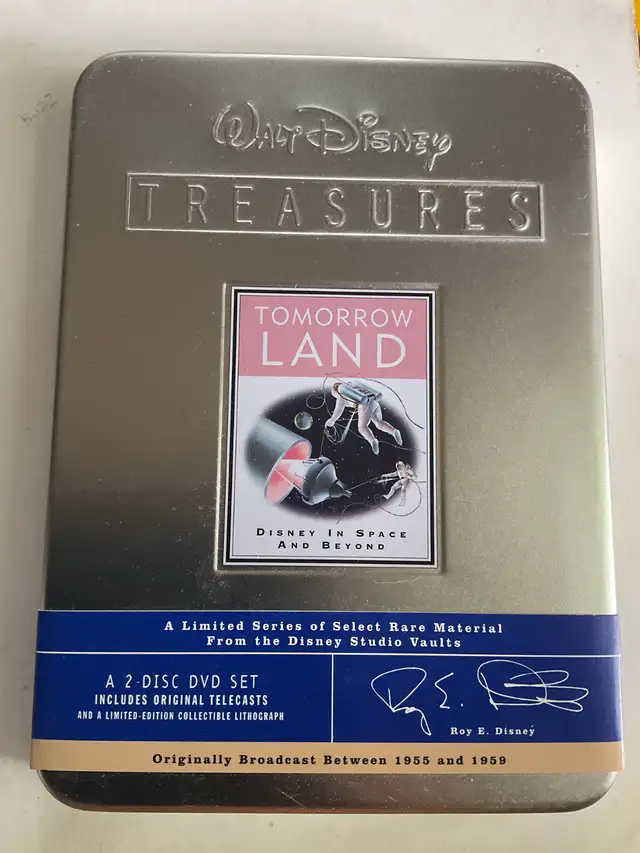 Walt Disney
TREASURES
TOMORROW
LAND
DISNEY IN SPACE
AND BEYOND
A Limited Series of Select Rare Material
From the Disney Studio Vaults
A 2-DISC DVD SET
INCLUDES ORIGINAL TELECASTS
AND A LIMITED-EDITION COLLECTIBLE LITHOGRAPH
Roy E. Disney
Roy E. Disney
Originally Broadcast Between 1955 and 1959